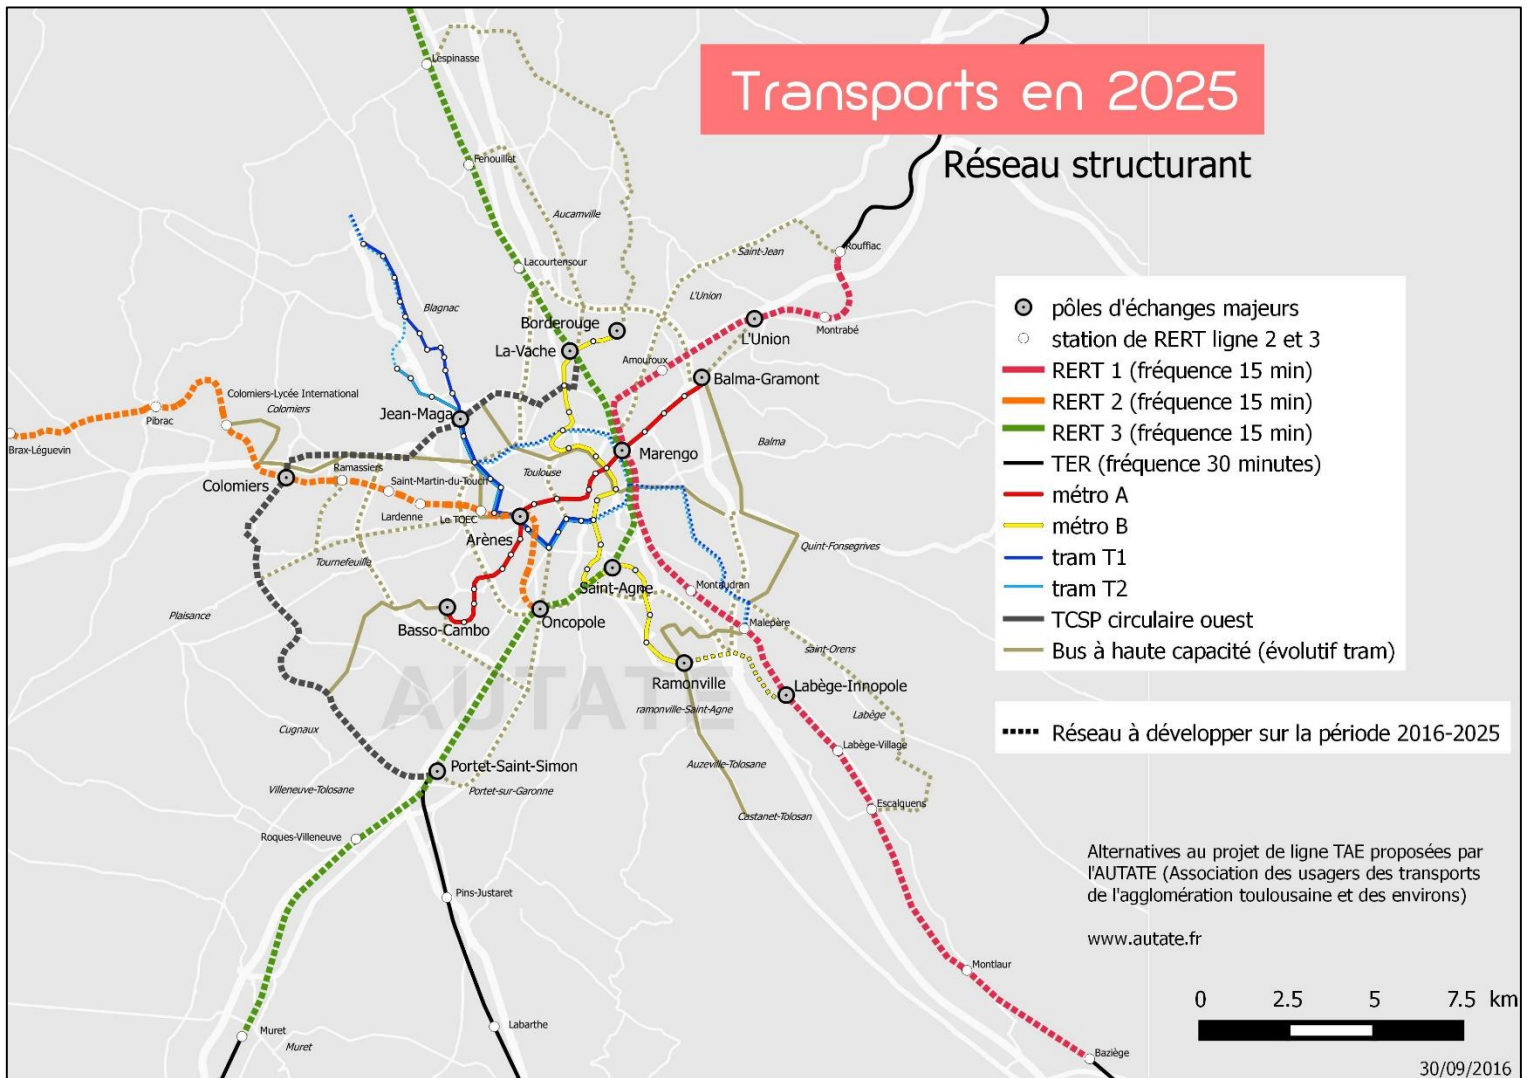 Transports en 2025
Réseau structurant
Lespinasse
Fenouillet
Aucamville
Saint-Jean
Rouffiac
Lacourtensour
Blagnac
L'Union
Borderouge
La-Vache
L'Union
Montrabé
Amouroux
Balma-Gramont
Colomiers-Lycée International
Colomiers
Pibrac
Jean-Maga
Brax-Léguevin
Marengo
Balma
Ramassiers
Toulouse
Saint-Martin-du-Touch
Colomiers
Lardenne
Le TOEC
Arènes
Quint-Fonsegrives
Tournefeuille
Saint-Agne
Montaudran
Plaisance
Basso-Cambo
Oncopole
Malepère
saint-Orens
AUTATE
Ramonville
Labège-Innopole
ramonville-Saint-Agne
Labège
Cugnaux
Labège-Village
Portet-Saint-Simon
Auzeville-Tolosane
Villeneuve-Tolosane
Portet-sur-Garonne
Escalquens
Castanet-Tolosan
Roques-Villeneuve
Pins-Justaret
Montlaur
Labarthe
Muret
Muret
Baziège
pôles d'échanges majeurs
station de RERT ligne 2 et 3
RERT 1 (fréquence 15 min)
RERT 2 (fréquence 15 min)
RERT 3 (fréquence 15 min)
TER (fréquence 30 minutes)
métro A
métro B
tram T1
tram T2
TCSP circulaire ouest
Bus à haute capacité (évolutif tram)
Réseau à développer sur la période 2016-2025
Alternatives au projet de ligne TAE proposées par
l'AUTATE (Association des usagers des transports
de l'agglomération toulousaine et des environs)
www.autate.fr
0 2.5 5 7.5 km
30/09/2016